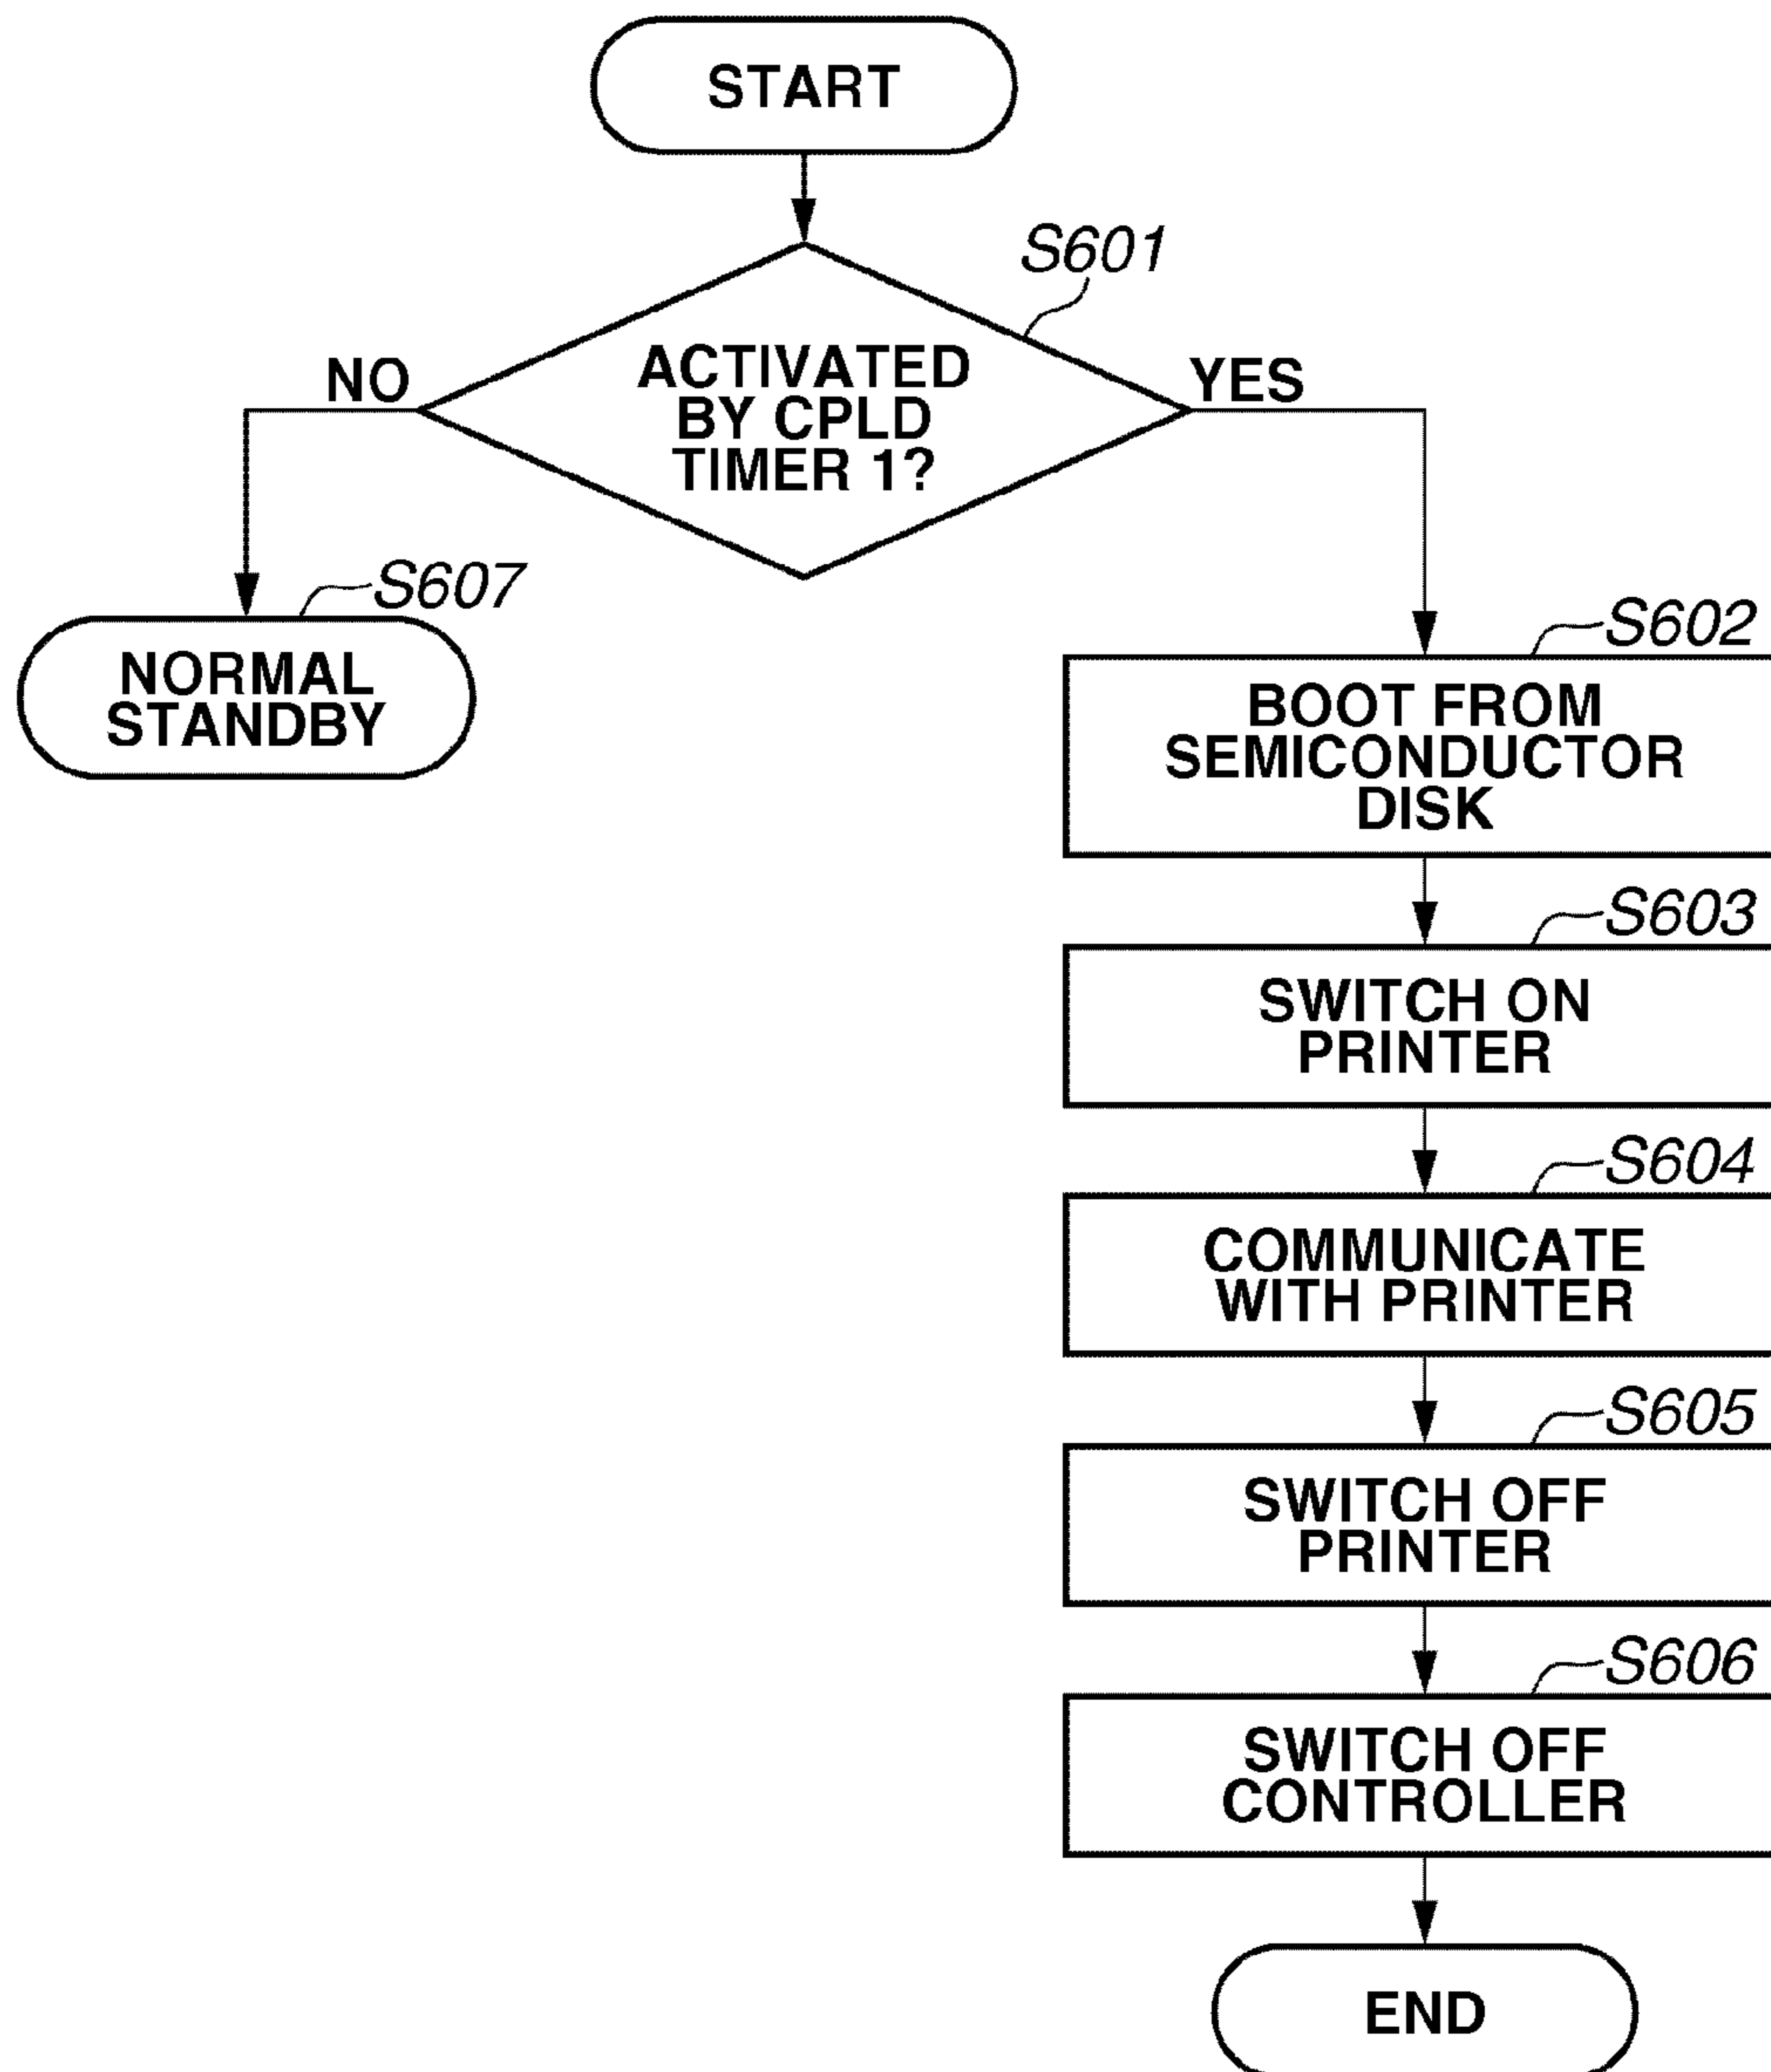 START
S601
ACTIVATED
BY CPLD
TIMER 1?
NO
YES
S607
NORMAL
STANDBY
S602
BOOT FROM
SEMICONDUCTOR
DISK
S603
SWITCH ON
PRINTER
S604
COMMUNICATE
WITH PRINTER
S605
SWITCH OFF
PRINTER
S606
SWITCH OFF
CONTROLLER
END